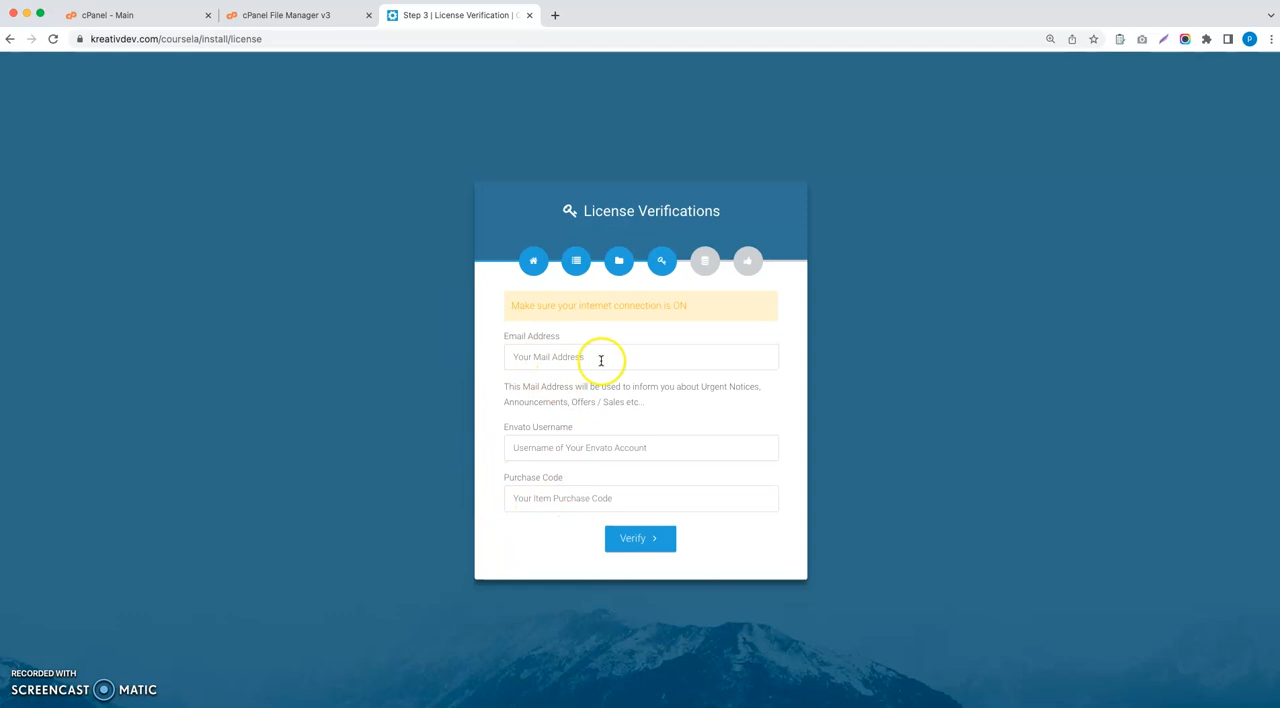 cPanel - Main
cPanel File Manager v3
Step 3 | License Verification |
kreativdev.com/coursela/install/license
P
License Verifications
Make sure your internet connection is ON.
Email Address
Your Mail Address
This Mail Address will be used to inform you about Urgent Notices,
Announcements, Offers / Sales etc...
Envato Username
Username of Your Envato Account
Purchase Code
Your Item Purchase Code
Verify
RECORDED WITH
SCREENCAST MATIC